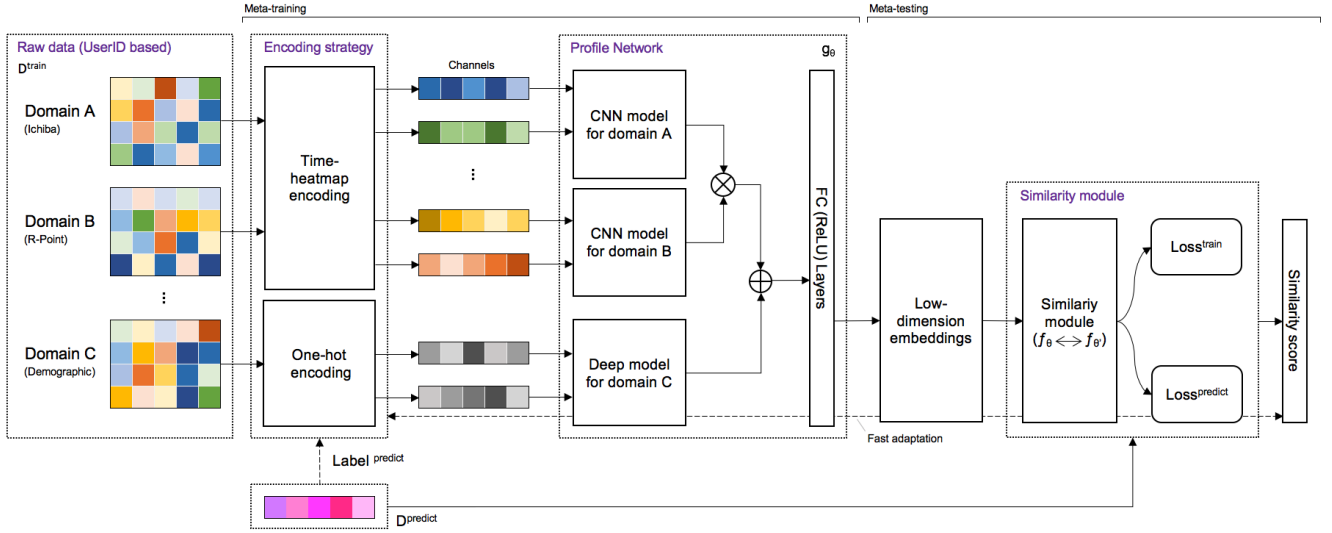 Meta-training
Meta-testing
Raw data (UserID based)
D^train
Domain A
(Ichiba)
Domain B
(R-Point)
...
Domain C
(Demographic)
Encoding strategy
Time-
heatmap
encoding
One-hot
encoding
Channels
...
Profile Network
gθ
CNN model
for domain A
CNN model
for domain B
Deep model
for domain C
FC (ReLU) Layers
Low-
dimension
embeddings
Similarity module
Similariy
module
(fθ ⟷ fθ')
Loss^train
Loss^predict
Similarity score
Fast adaptation
Label ^predict
D^predict